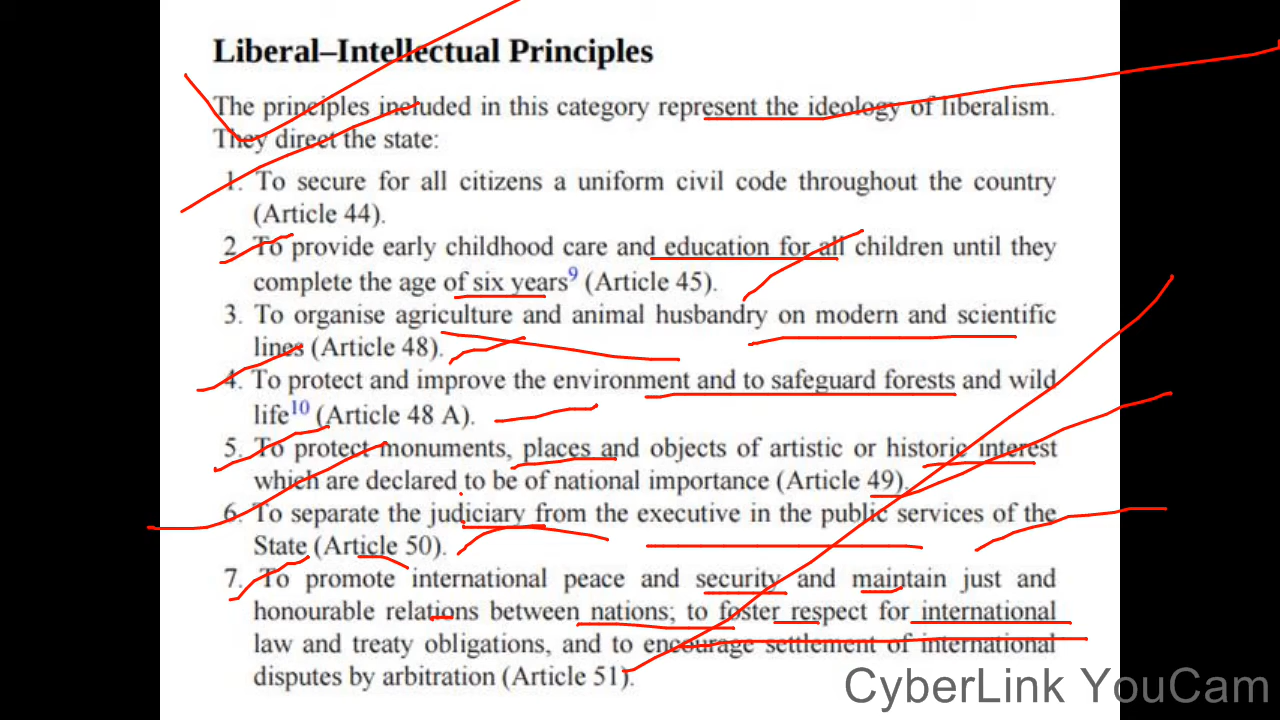 Liberal–Intellectual Principles
The principles included in this category represent the ideology of liberalism.
They direct the state:
1. To secure for all citizens a uniform civil code throughout the country
(Article 44).
2. To provide early childhood care and education for all children until they
complete the age of six years9 (Article 45).
3. To organise agriculture and animal husbandry on modern and scientific
lines (Article 48).
4. To protect and improve the environment and to safeguard forests and wild
life10 (Article 48 A).
5. To protect monuments, places and objects of artistic or historic interest
which are declared to be of national importance (Article 49).
6. To separate the judiciary from the executive in the public services of the
State (Article 50).
7. To promote international peace and security and maintain just and
honourable relations between nations; to foster respect for international
law and treaty obligations, and to encourage settlement of international
disputes by arbitration (Article 51).
CyberLink YouCam